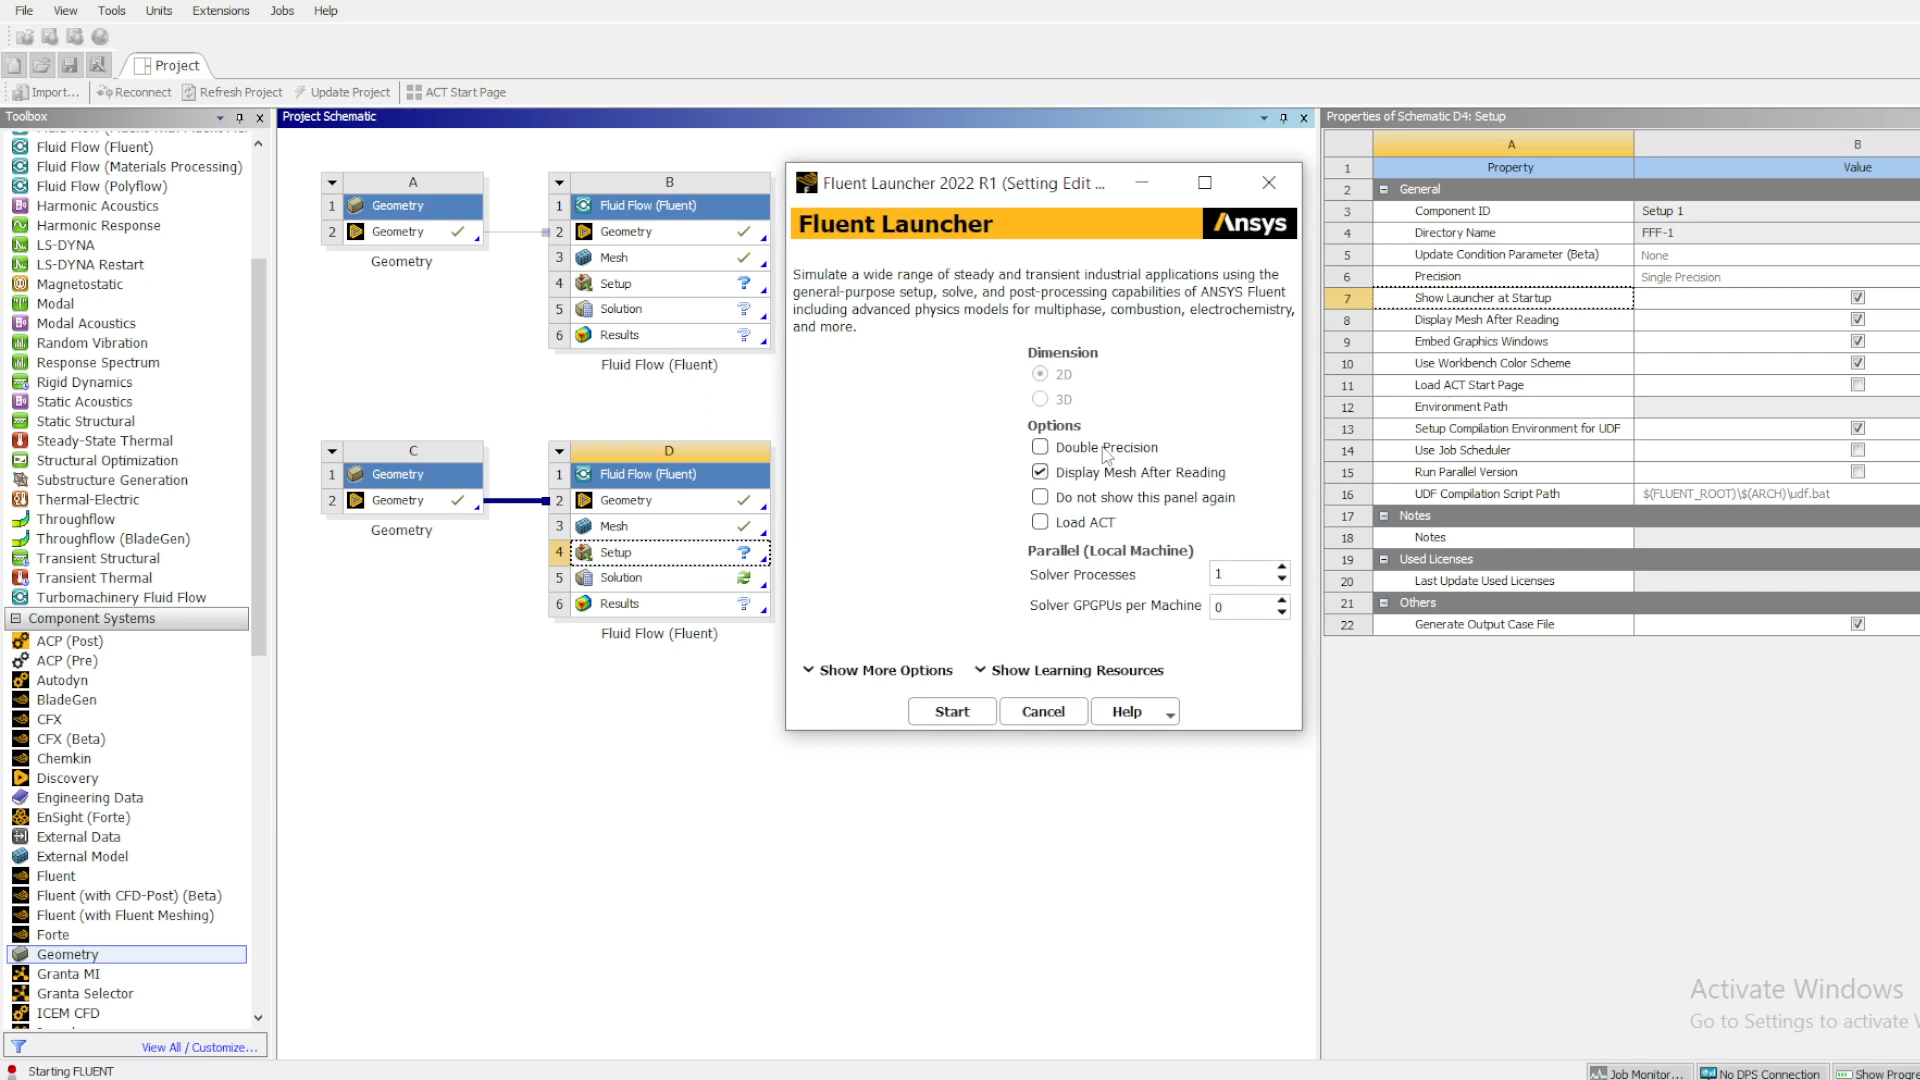 File View Tools Units Extensions Jobs Help
Project
Import... Reconnect Refresh Project Update Project ACT Start Page
Toolbox
Fluid Flow (Fluent)
Fluid Flow (Materials Processing)
Fluid Flow (Polyflow)
Harmonic Acoustics
Harmonic Response
LS-DYNA
LS-DYNA Restart
Magnetostatic
Modal
Modal Acoustics
Random Vibration
Response Spectrum
Rigid Dynamics
Static Acoustics
Static Structural
Steady-State Thermal
Structural Optimization
Substructure Generation
Thermal-Electric
Throughflow
Throughflow (BladeGen)
Transient Structural
Transient Thermal
Turbomachinery Fluid Flow
Component Systems
ACP (Post)
ACP (Pre)
Autodyn
BladeGen
CFX
CFX (Beta)
Chemkin
Discovery
Engineering Data
EnSight (Forte)
External Data
External Model
Fluent
Fluent (with CFD-Post) (Beta)
Fluent (with Fluent Meshing)
Forte
Geometry
Granta MI
Granta Selector
ICEM CFD
View All / Customize...
Starting FLUENT
Project Schematic
A
1 Geometry
2 Geometry
Geometry
B
1 Fluid Flow (Fluent)
2 Geometry
3 Mesh
4 Setup ?
5 Solution ?
6 Results ?
Fluid Flow (Fluent)
C
1 Geometry
2 Geometry
Geometry
D
1 Fluid Flow (Fluent)
2 Geometry
3 Mesh
4 Setup ?
5 Solution
6 Results ?
Fluid Flow (Fluent)
Fluent Launcher 2022 R1 (Setting Edit ...
Fluent Launcher Ansys
Simulate a wide range of steady and transient industrial applications using the
general-purpose setup, solve, and post-processing capabilities of ANSYS Fluent
including advanced physics models for multiphase, combustion, electrochemistry,
and more.
Dimension
2D
3D
Options
Double Precision
Display Mesh After Reading
Do not show this panel again
Load ACT
Parallel (Local Machine)
Solver Processes 1
Solver GPGPUs per Machine 0
Show More Options Show Learning Resources
Start Cancel Help
Properties of Schematic D4: Setup
A B
1 Property Value
2 General
3 Component ID Setup 1
4 Directory Name FFF-1
5 Update Condition Parameter (Beta) None
6 Precision Single Precision
7 Show Launcher at Startup
8 Display Mesh After Reading
9 Embed Graphics Windows
10 Use Workbench Color Scheme
11 Load ACT Start Page
12 Environment Path
13 Setup Compilation Environment for UDF
14 Use Job Scheduler
15 Run Parallel Version
16 UDF Compilation Script Path $(FLUENT_ROOT)\$(ARCH)\udf.bat
17 Notes
18 Notes
19 Used Licenses
20 Last Update Used Licenses
21 Others
22 Generate Output Case File
Activate Windows
Go to Settings to activate
Job Monitor... No DPS Connection Show Progre